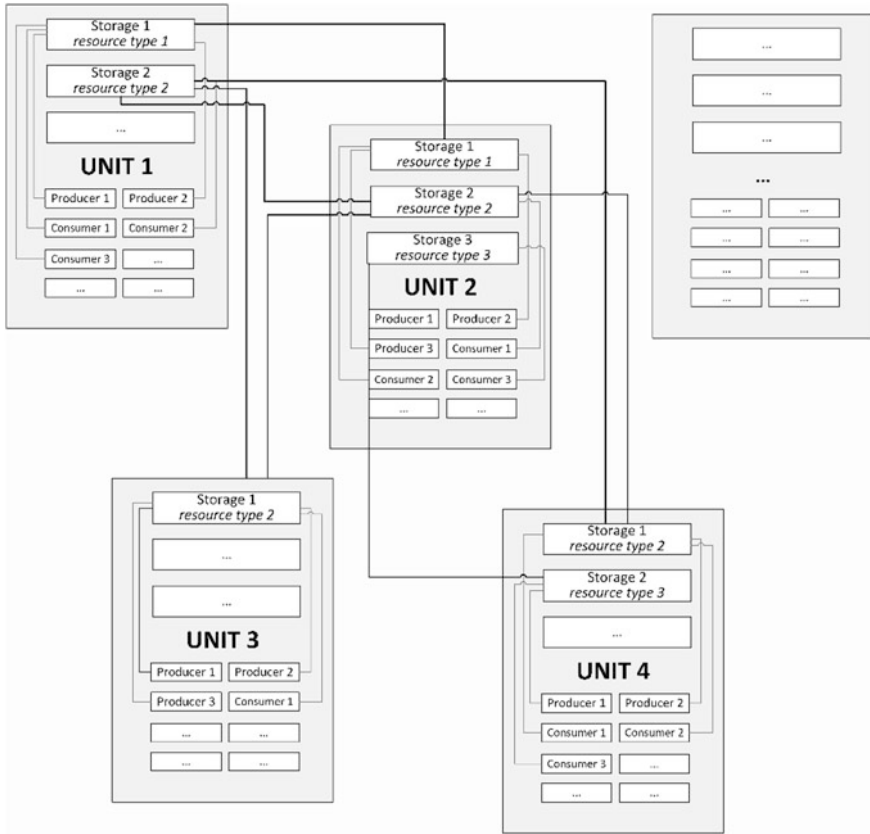 Storage 1
resource type 1
Storage 2
resource type 2
...
UNIT 1
Producer 1 Producer 2
Consumer 1 Consumer 2
Consumer 3 ...
... ...
Storage 1
resource type 1
Storage 2
resource type 2
Storage 3
resource type 3
UNIT 2
Producer 1 Producer 2
Producer 3 Consumer 1
Consumer 2 Consumer 3
... ...
...
...
...
...
... ...
... ...
... ...
... ...
Storage 1
resource type 2
...
...
UNIT 3
Producer 1 Producer 2
Producer 3 Consumer 1
... ...
... ...
Storage 1
resource type 2
Storage 2
resource type 3
...
UNIT 4
Producer 1 Producer 2
Consumer 1 Consumer 2
Consumer 3 ...
... ...